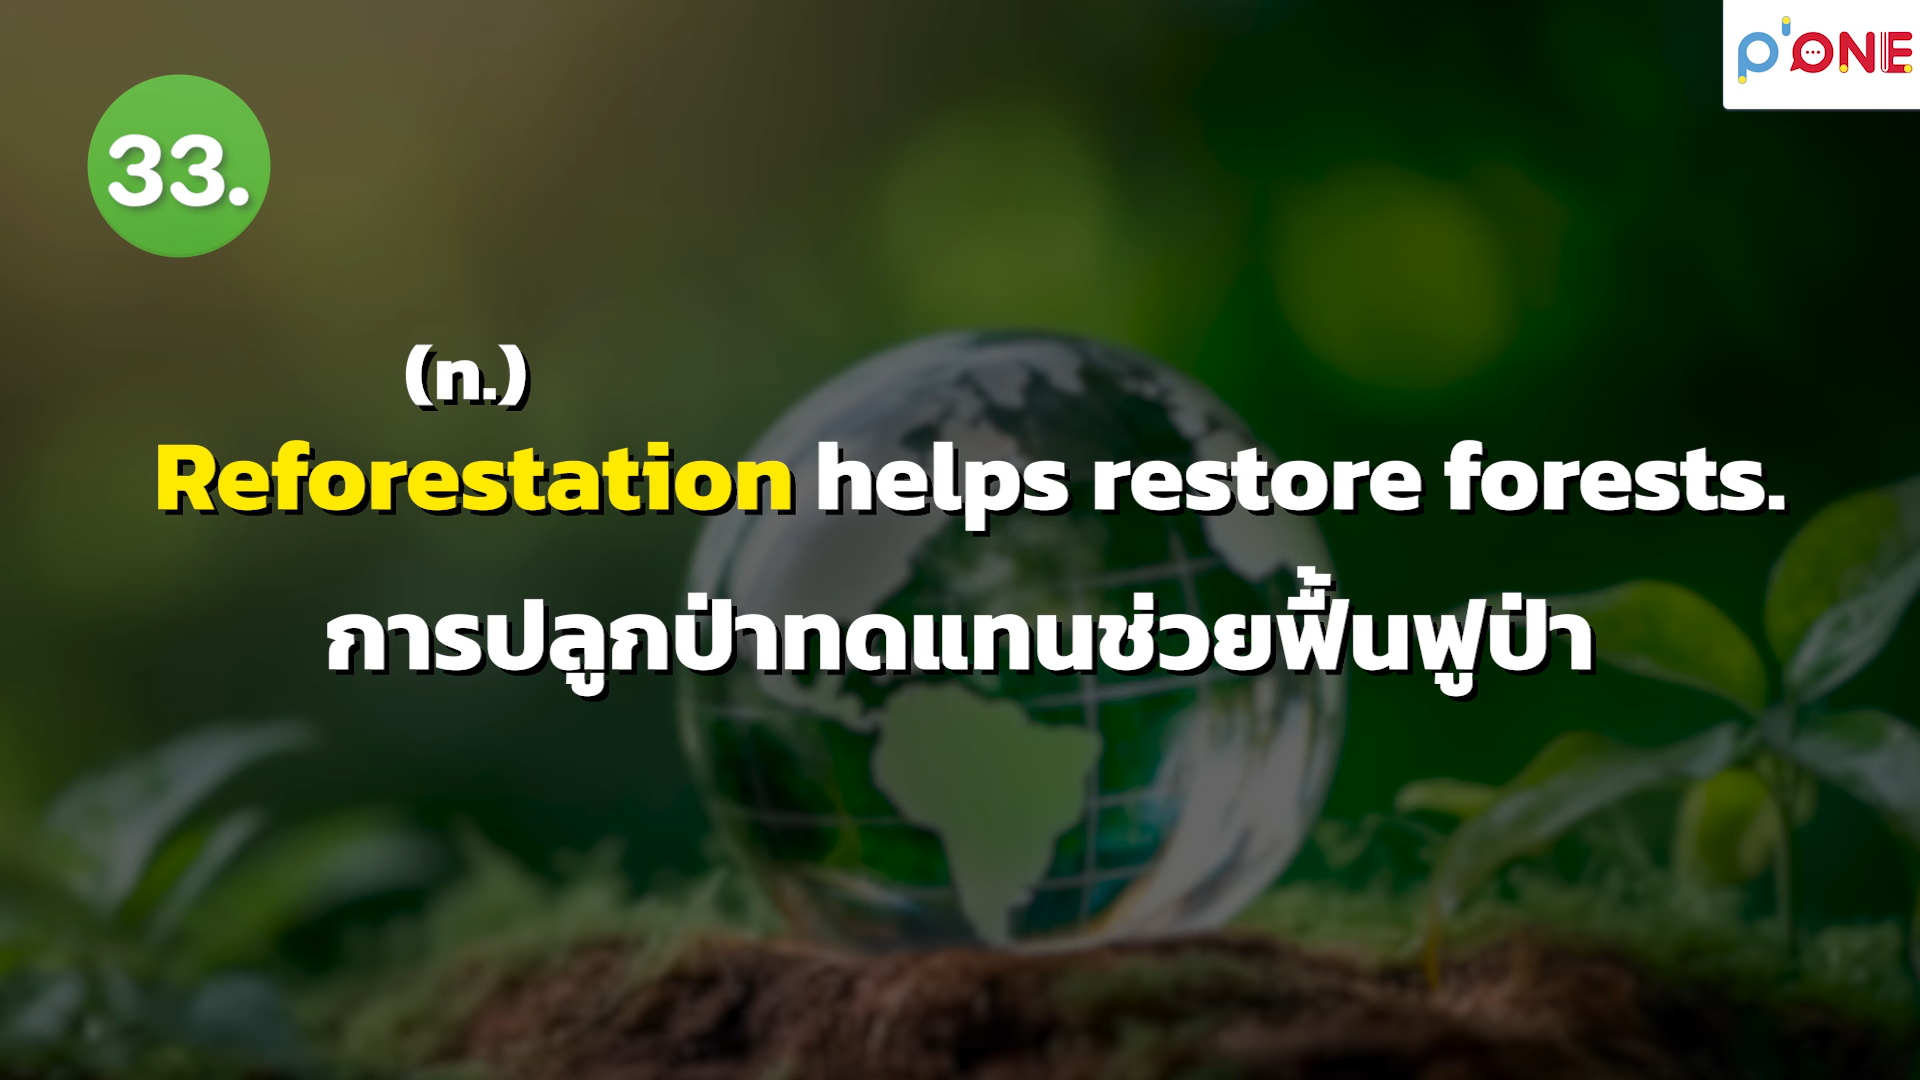 P'ONE
33.
(n.)
Reforestation helps restore forests.
การปลูกป่าทดแทนช่วยฟื้นฟูป่า